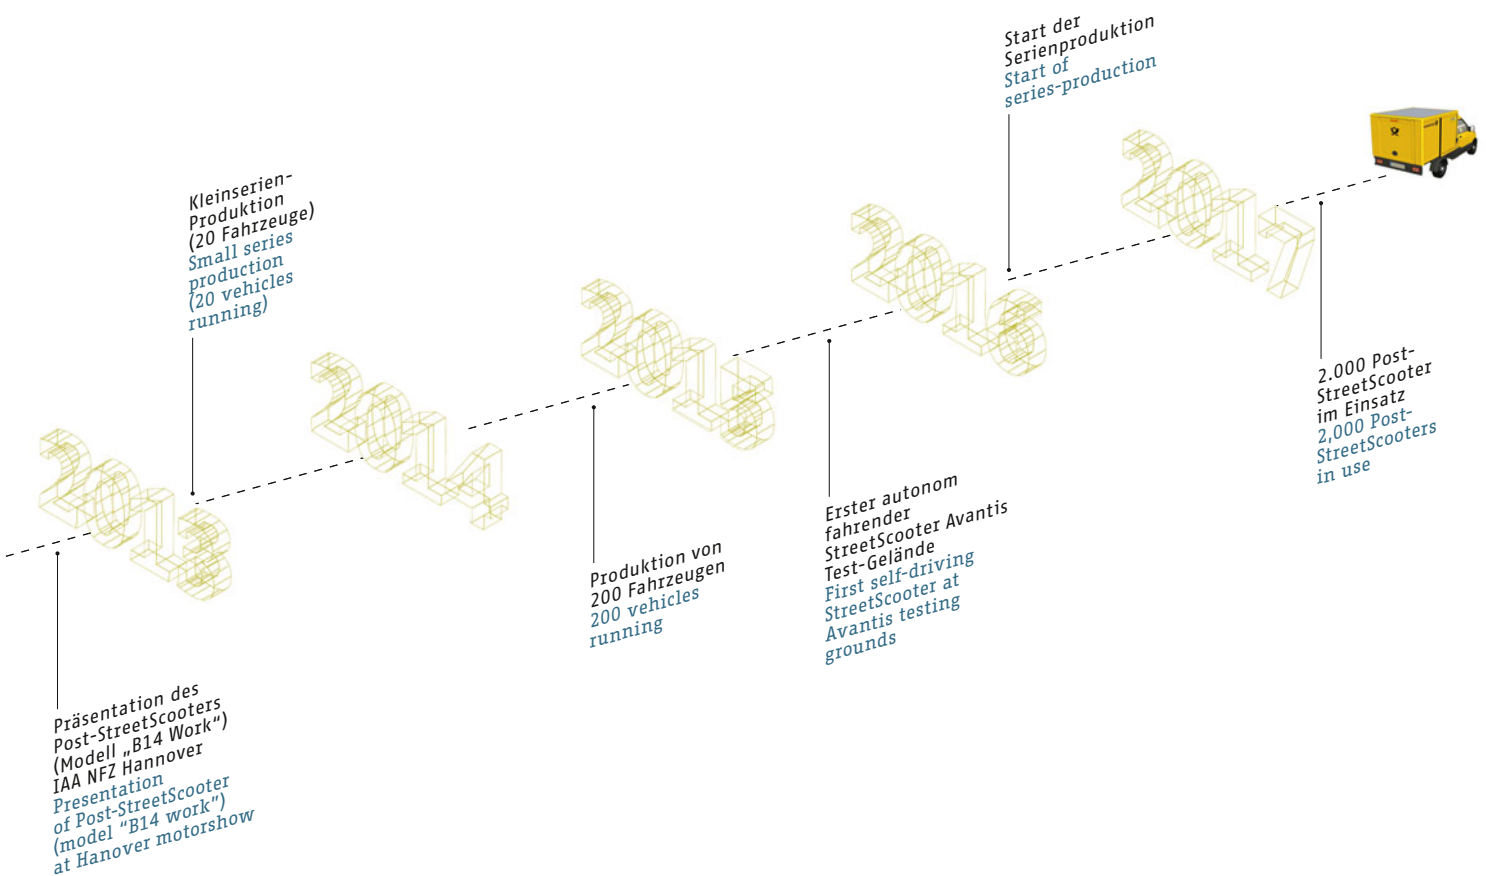 Start der
Serienproduktion
Start of
series-production
Kleinserien-
Produktion
(20 Fahrzeuge)
Small series
production
(20 vehicles
running)
2013
2014
2015
2016
2017
Präsentation des
Post-StreetScooters
(Modell „B14 Work“)
IAA NFZ Hannover
Presentation
of Post-StreetScooter
(model “B14 work”)
at Hanover motorshow
Produktion von
200 Fahrzeugen
200 vehicles
running
Erster autonom
fahrender
StreetScooter Avantis
Test-Gelände
First self-driving
StreetScooter at
Avantis testing
grounds
2.000 Post-
StreetScooter
im Einsatz
2,000 Post-
StreetScooters
in use